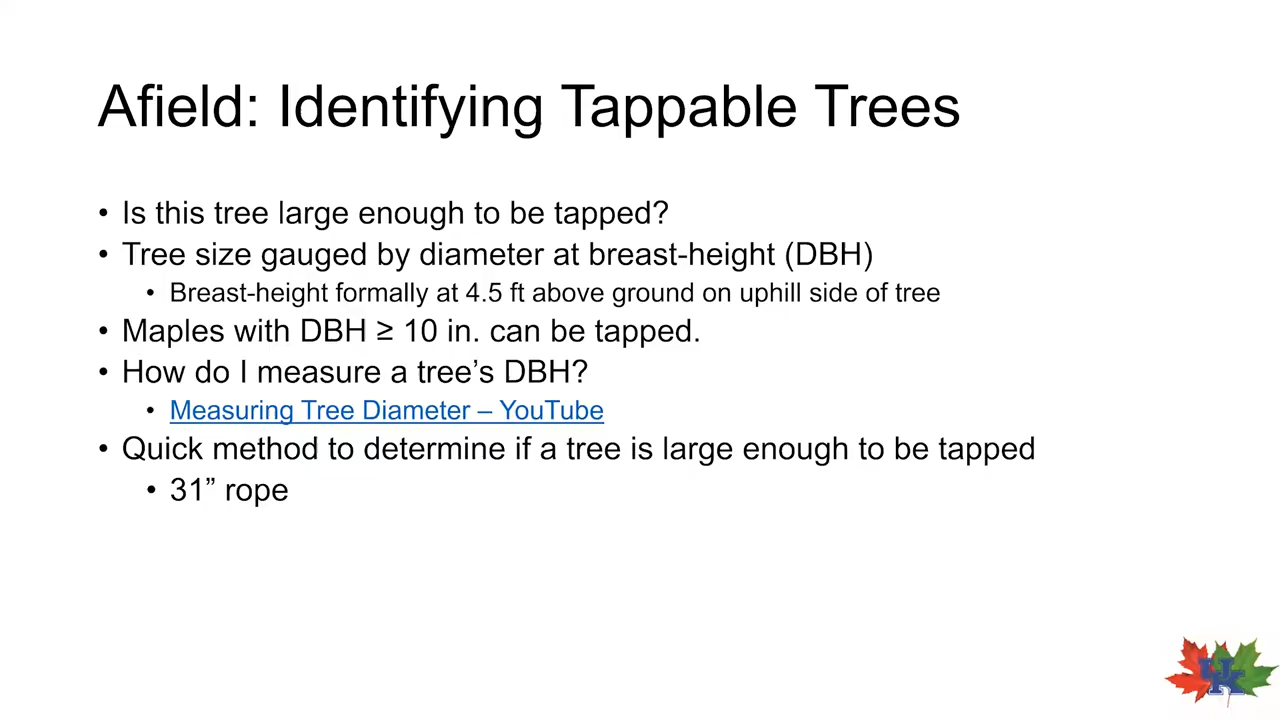 Afield: Identifying Tappable Trees
• Is this tree large enough to be tapped?
• Tree size gauged by diameter at breast-height (DBH)
• Breast-height formally at 4.5 ft above ground on uphill side of tree
• Maples with DBH ≥ 10 in. can be tapped.
• How do I measure a tree’s DBH?
• Measuring Tree Diameter – YouTube
• Quick method to determine if a tree is large enough to be tapped
• 31” rope
UK